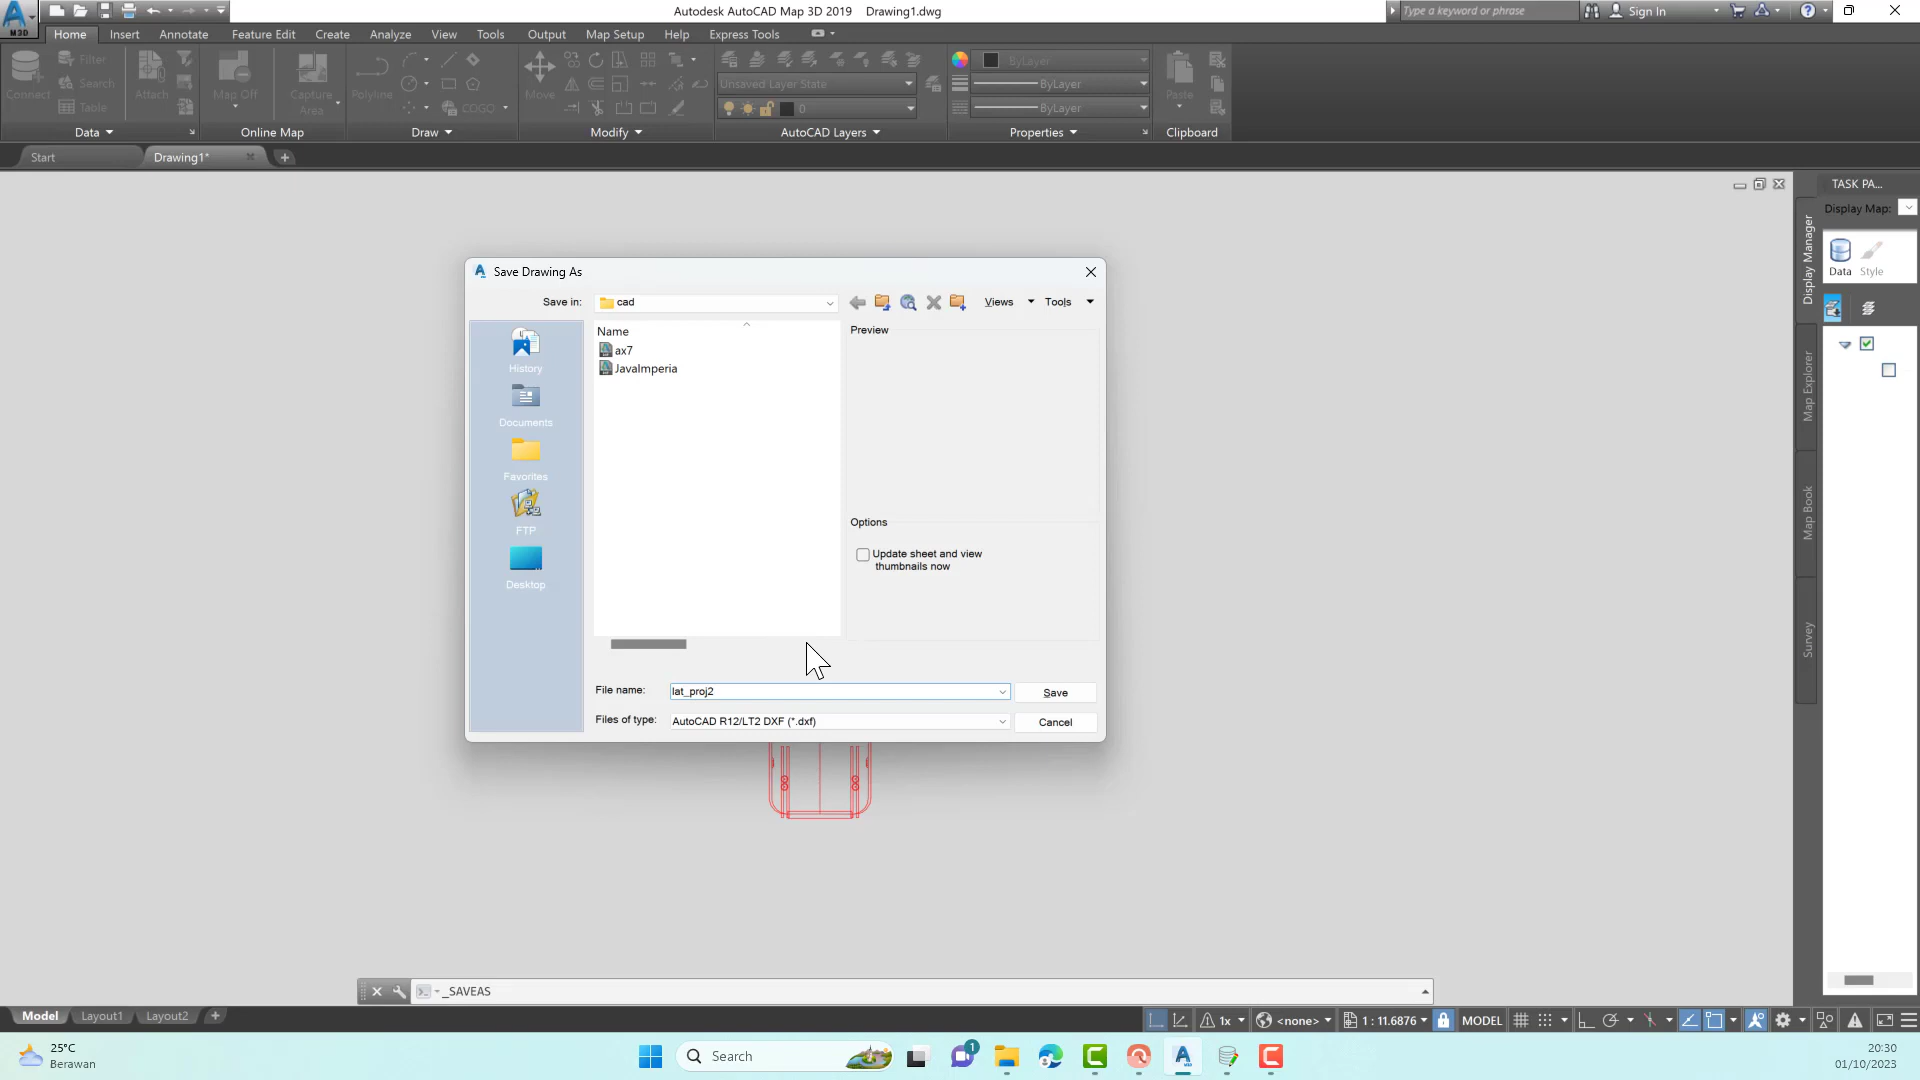 Autodesk AutoCAD Map 3D 2019 Drawing1.dwg
Type a keyword or phrase
Sign In
M3D
Home Insert Annotate Feature Edit Create Analyze View Tools Output Map Setup Help Express Tools
Connect
Filter
Search
Table
Attach
Map Off
Capture
Area
Polyline
COGO
Move
Unsaved Layer State
0
ByLayer
ByLayer
ByLayer
Paste
Data
Online Map
Draw
Modify
AutoCAD Layers
Properties
Clipboard
Start
Drawing1*
TASK PA...
Display Map:
Data Style
Display Manager
Map Explorer
Map Book
Survey
Save Drawing As
Save in:
cad
Views
Tools
Name
ax7
JavaImperia
Preview
History
Documents
Favorites
FTP
Desktop
Options
Update sheet and view
thumbnails now
File name:
lat_proj2
Save
Files of type:
AutoCAD R12/LT2 DXF (*.dxf)
Cancel
_SAVEAS
Model Layout1 Layout2
1x
<none>
1 : 11.6876
MODEL
25°C
Berawan
Search
1
20:30
01/10/2023